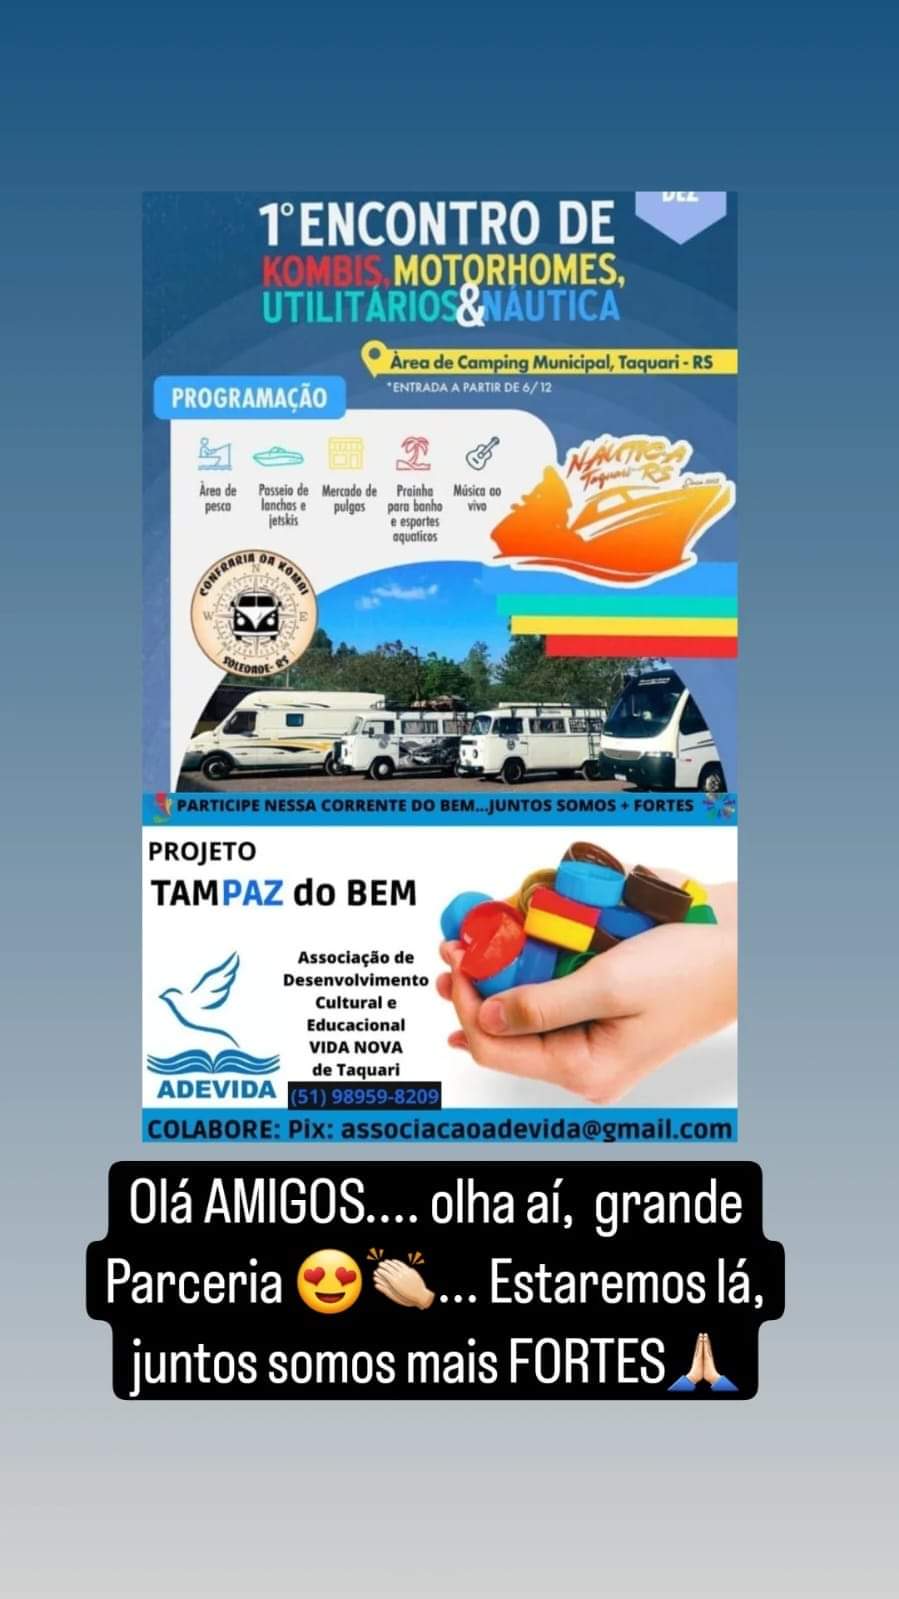 DEZ
1º ENCONTRO DE
KOMBIS, MOTORHOMES,
UTILITÁRIOS & NÁUTICA
Àrea de Camping Municipal, Taquari - RS
*ENTRADA A PARTIR DE 6/12
PROGRAMAÇÃO
Àrea de
pesca
Passeio de
lanchas e
jetskis
Mercado de
pulgas
Prainha
para banho
e esportes
aquaticos
Música ao
vivo
NÁUTICA
Taquari RS
CONFRARIA DA KOMBI
N
W
E
SOLEDADE- RS
PARTICIPE NESSA CORRENTE DO BEM...JUNTOS SOMOS + FORTES
PROJETO
TAMPAZ do BEM
Associação de
Desenvolvimento
Cultural e
Educacional
VIDA NOVA
de Taquari
(51) 98959-8209
ADEVIDA
COLABORE: Pix: associacaoadevida@gmail.com
Olá AMIGOS.... olha aí, grande
Parceria 😍👏🏻... Estaremos lá,
juntos somos mais FORTES🙏🏻